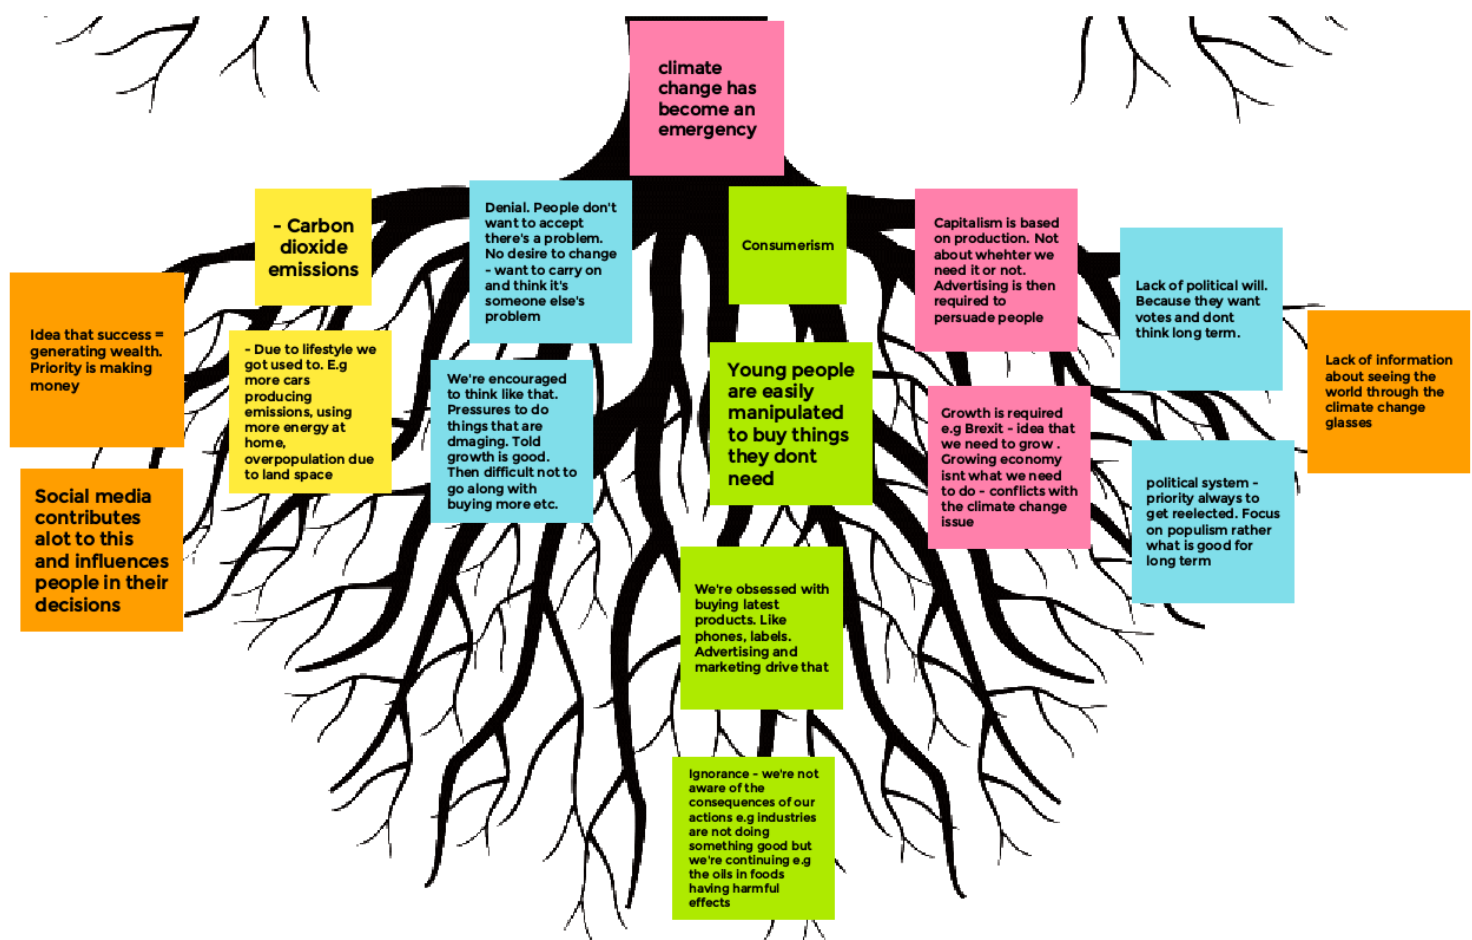 climate
change has
become an
emergency
- Carbon
dioxide
emissions
Denial. People don't
want to accept
there's a problem.
No desire to change
- want to carry on
and think it's
someone else's
problem
Consumerism
Capitalism is based
on production. Not
about whehter we
need it or not.
Advertising is then
required to
persuade people
Lack of political will.
Because they want
votes and dont
think long term.
Idea that success =
generating wealth.
Priority is making
money
- Due to lifestyle we
got used to. E.g
more cars
producing
emissions, using
more energy at
home,
overpopulation due
to land space
We're encouraged
to think like that.
Pressures to do
things that are
dmaging. Told
growth is good.
Then difficult not to
go along with
buying more etc.
Young people
are easily
manipulated
to buy things
they dont
need
Growth is required
e.g Brexit - idea that
we need to grow .
Growing economy
isnt what we need
to do - conflicts with
the climate change
issue
Lack of information
about seeing the
world through the
climate change
glasses
Social media
contributes
alot to this
and influences
people in their
decisions
political system -
priority always to
get reelected. Focus
on populism rather
what is good for
long term
We're obsessed with
buying latest
products. Like
phones, labels.
Advertising and
marketing drive that
Ignorance - we're not
aware of the
consequences of our
actions e.g industries
are not doing
something good but
we're continuing e.g
the oils in foods
having harmful
effects